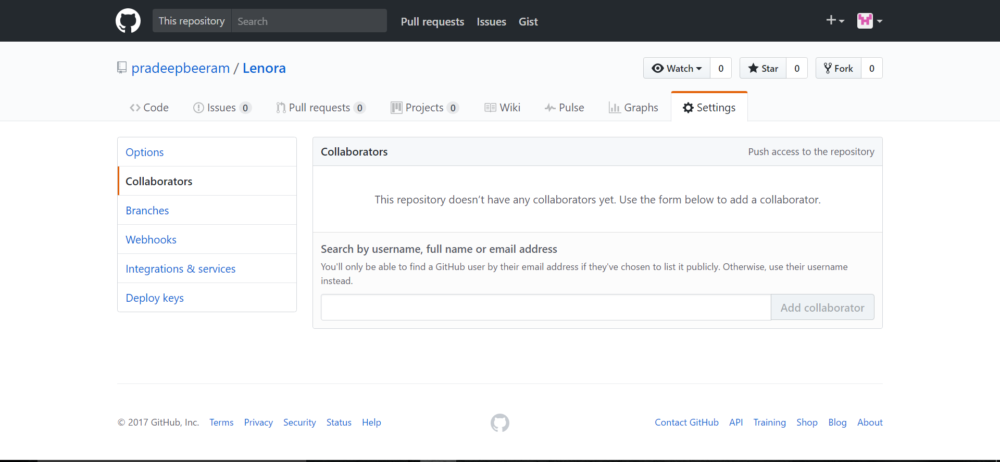 This repository Search Pull requests Issues Gist
pradeepbeeram / Lenora Watch 0 Star 0 Fork 0
Code Issues 0 Pull requests 0 Projects 0 Wiki Pulse Graphs Settings
Options
Collaborators
Branches
Webhooks
Integrations & services
Deploy keys
Collaborators Push access to the repository
This repository doesn’t have any collaborators yet. Use the form below to add a collaborator.
Search by username, full name or email address
You'll only be able to find a GitHub user by their email address if they've chosen to list it publicly. Otherwise, use their username
instead.
Add collaborator
© 2017 GitHub, Inc. Terms Privacy Security Status Help Contact GitHub API Training Shop Blog About